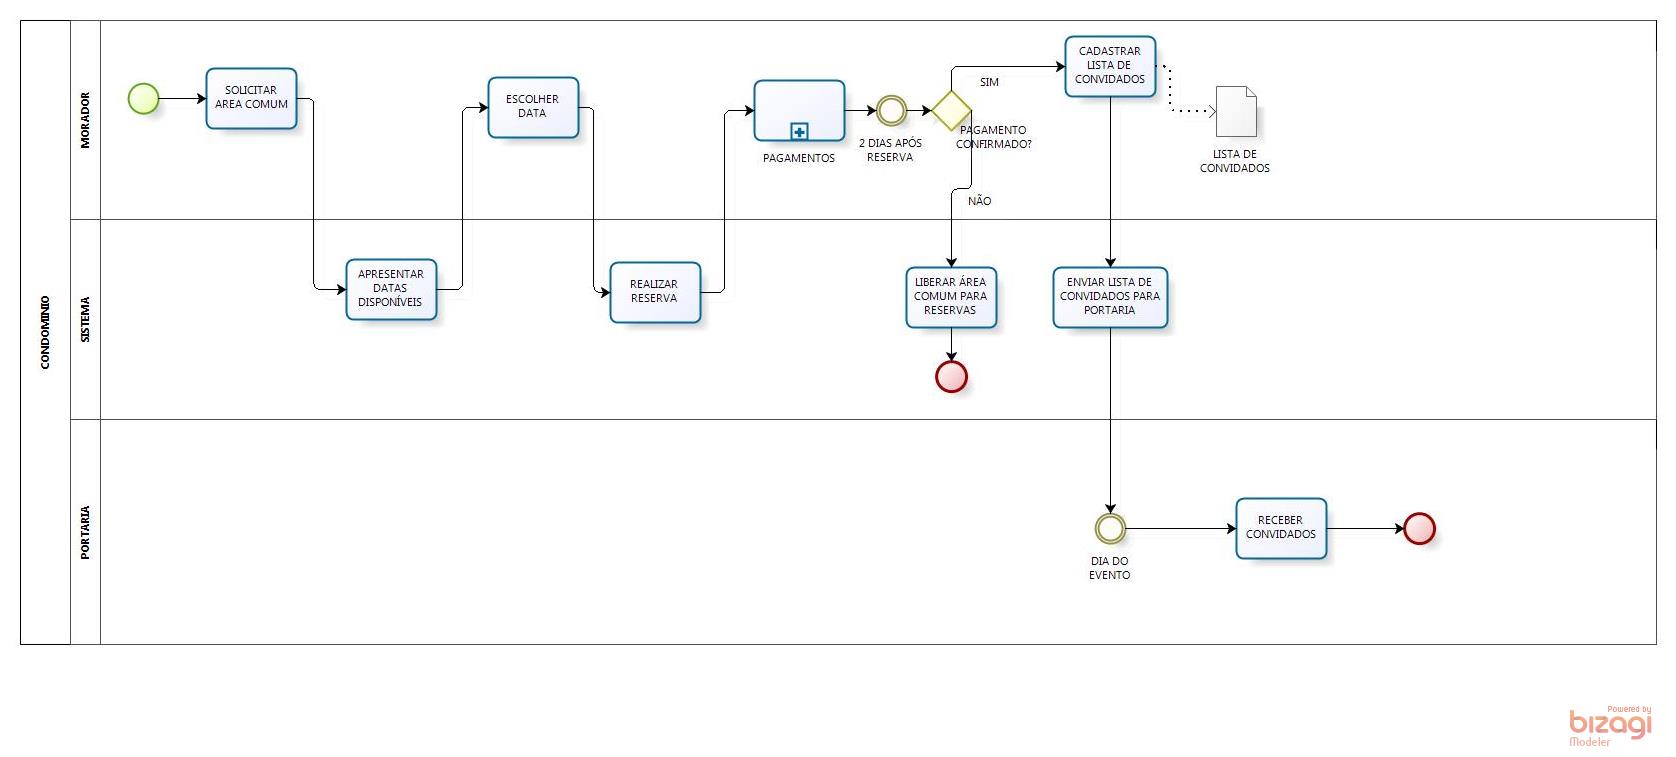 CONDOMINIO
MORADOR
SOLICITAR
AREA COMUM
ESCOLHER
DATA
PAGAMENTOS
2 DIAS APÓS
RESERVA
PAGAMENTO
CONFIRMADO?
SIM
NÃO
CADASTRAR
LISTA DE
CONVIDADOS
LISTA DE
CONVIDADOS
SISTEMA
APRESENTAR
DATAS
DISPONÍVEIS
REALIZAR
RESERVA
LIBERAR ÁREA
COMUM PARA
RESERVAS
ENVIAR LISTA DE
CONVIDADOS PARA
PORTARIA
PORTARIA
DIA DO
EVENTO
RECEBER
CONVIDADOS
Powered by
bizagi
Modeler